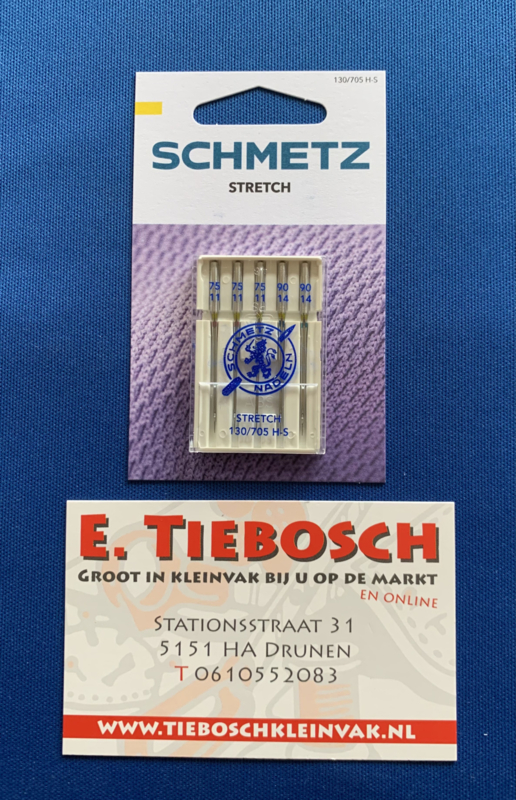 130/705 H-S
SCHMETZ
STRETCH
75 75 75 90 90
11 11 11 14 14
SCHMETZ
NADELN
STRETCH
130/705 H-S
E. TIEBOSCH
GROOT IN KLEINVAK BIJ U OP DE MARKT
EN ONLINE
STATIONSSTRAAT 31
5151 HA DRUNEN
T 0610552083
WWW.TIEBOSCHKLEINVAK.NL